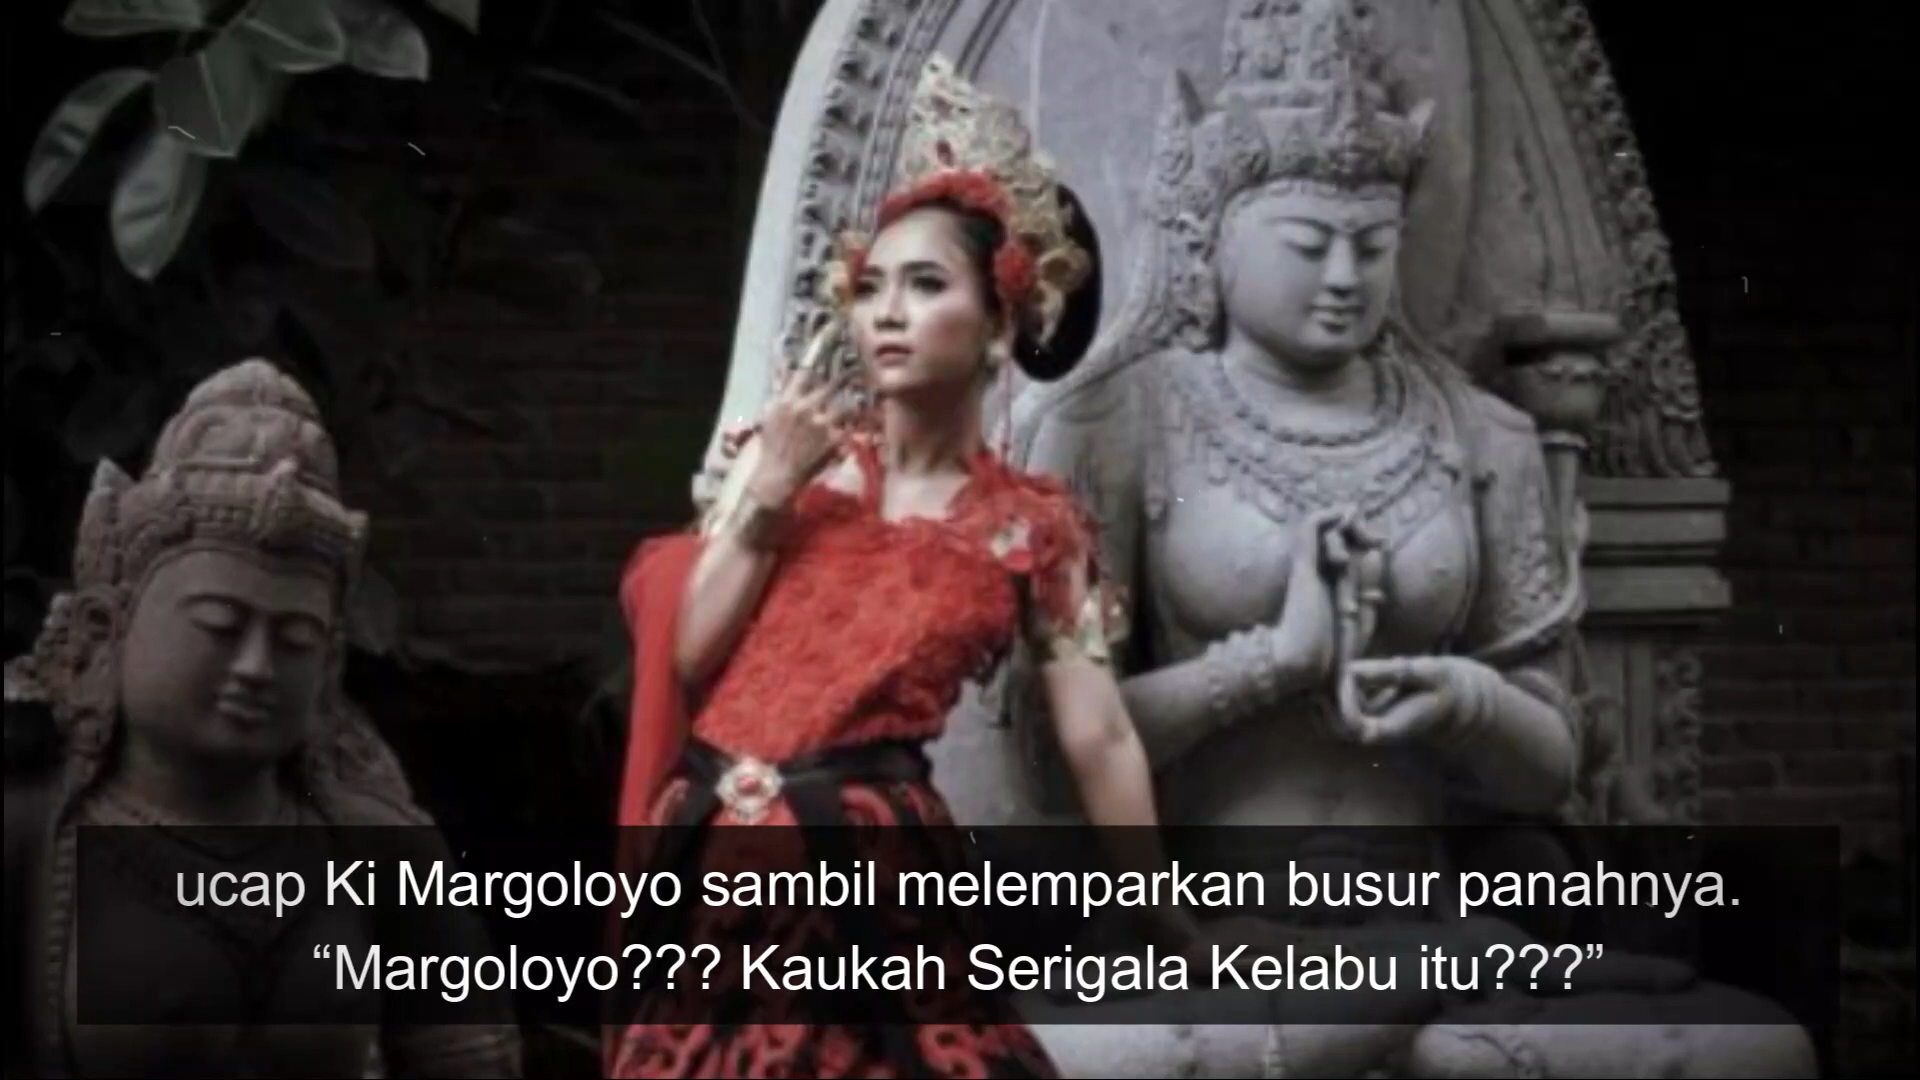 ucap Ki Margoloyo sambil melemparkan busur panahnya.
“Margoloyo??? Kaukah Serigala Kelabu itu???”